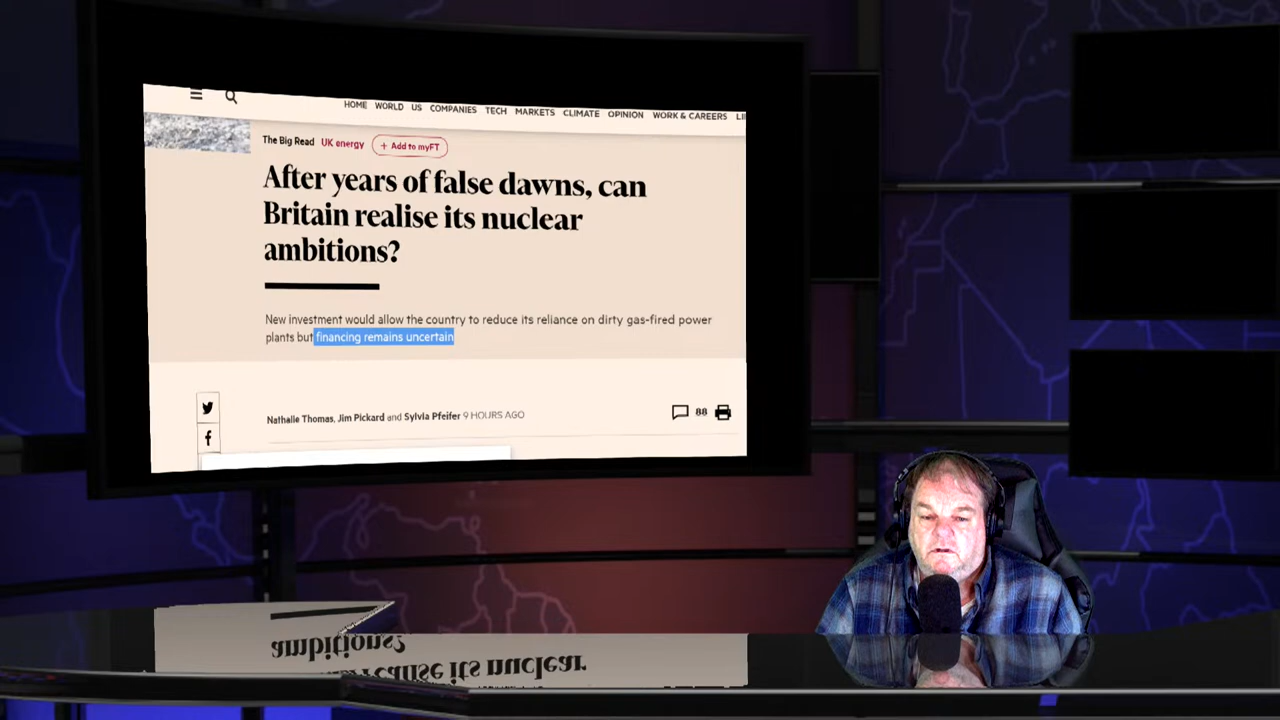 HOME WORLD US COMPANIES TECH MARKETS CLIMATE OPINION WORK & CAREERS
The Big Read UK energy + Add to myFT
After years of false dawns, can
Britain realise its nuclear
ambitions?
New investment would allow the country to reduce its reliance on dirty gas-fired power
plants but financing remains uncertain
Nathalie Thomas, Jim Pickard and Sylvia Pfeifer 9 HOURS AGO
88
ambitions?
its nuclear